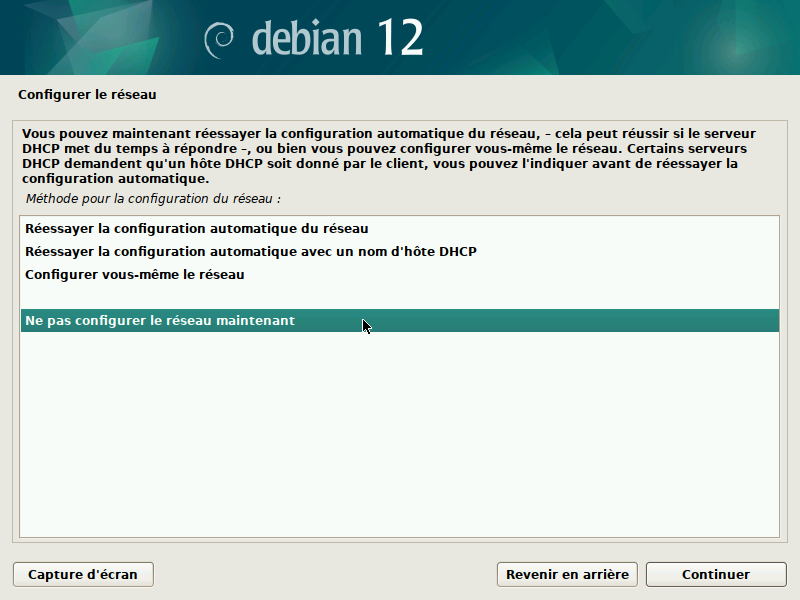 debian 12
Configurer le réseau
Vous pouvez maintenant réessayer la configuration automatique du réseau, – cela peut réussir si le serveur
DHCP met du temps à répondre –, ou bien vous pouvez configurer vous-même le réseau. Certains serveurs
DHCP demandent qu'un hôte DHCP soit donné par le client, vous pouvez l'indiquer avant de réessayer la
configuration automatique.
Méthode pour la configuration du réseau :
Réessayer la configuration automatique du réseau
Réessayer la configuration automatique avec un nom d'hôte DHCP
Configurer vous-même le réseau
Ne pas configurer le réseau maintenant
Capture d'écran
Revenir en arrière
Continuer